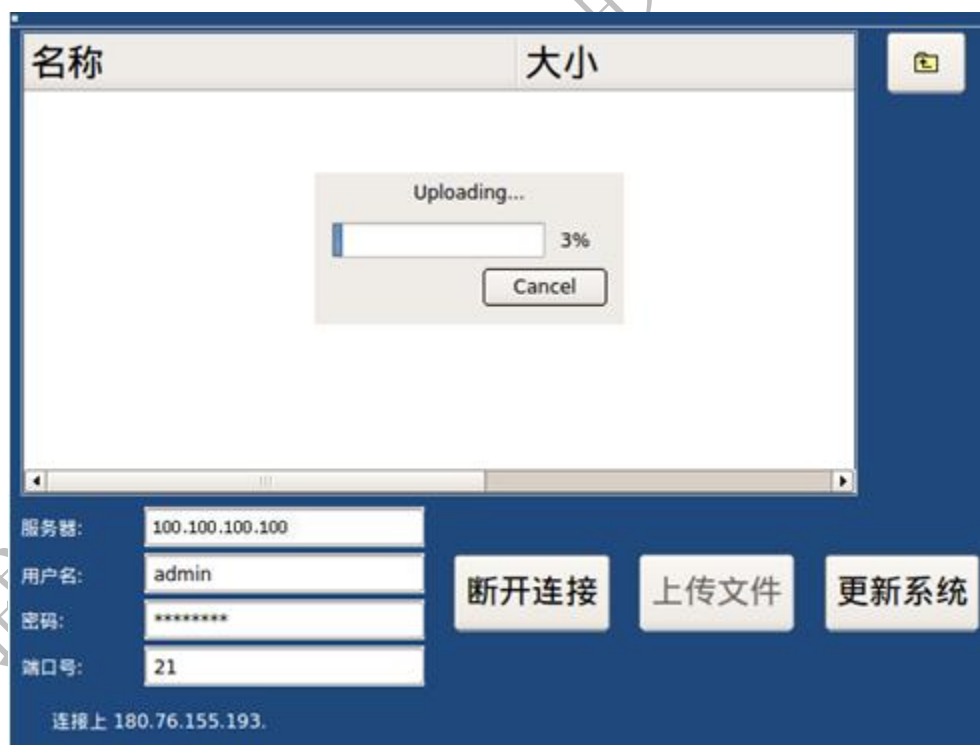 名称 大小
Uploading...
3%
Cancel
服务器: 100.100.100.100
用户名: admin
密码: ********
端口号: 21
断开连接 上传文件 更新系统
连接上 180.76.155.193.